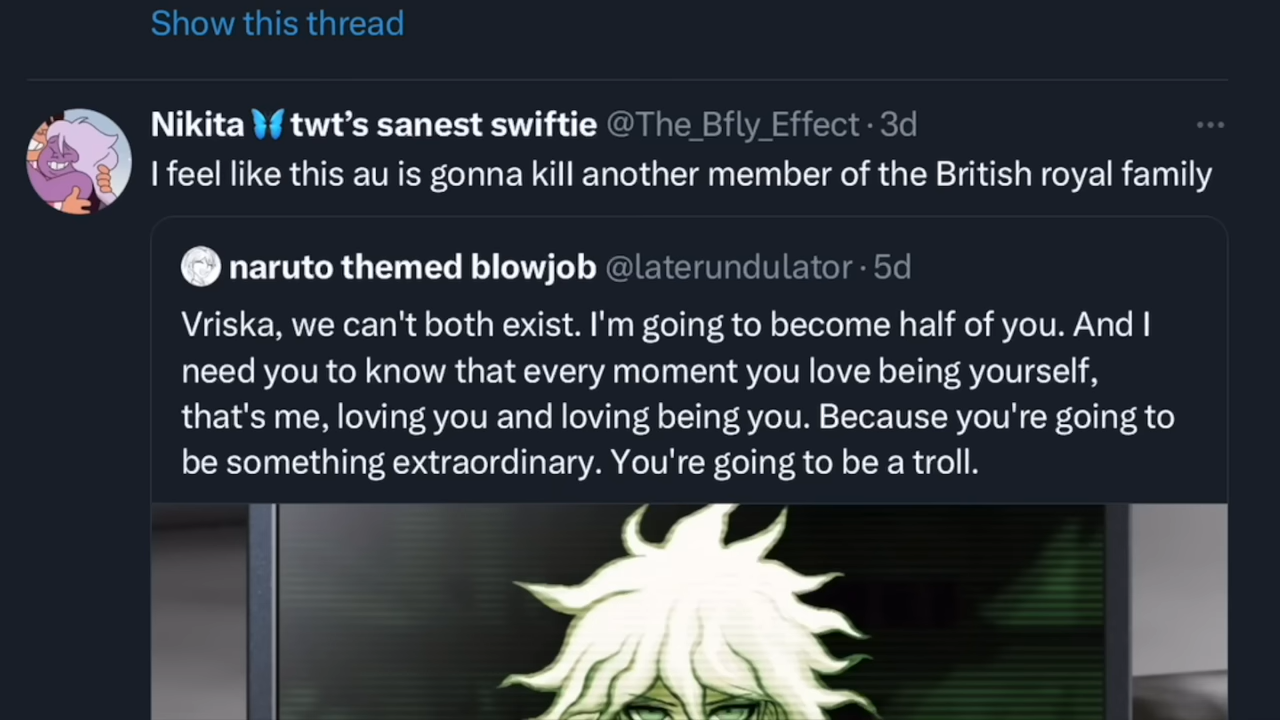 Show this thread
Nikita🦋twt’s sanest swiftie @The_Bfly_Effect · 3d
I feel like this au is gonna kill another member of the British royal family
naruto themed blowjob @laterundulator · 5d
Vriska, we can't both exist. I'm going to become half of you. And I
need you to know that every moment you love being yourself,
that's me, loving you and loving being you. Because you're going to
be something extraordinary. You're going to be a troll.